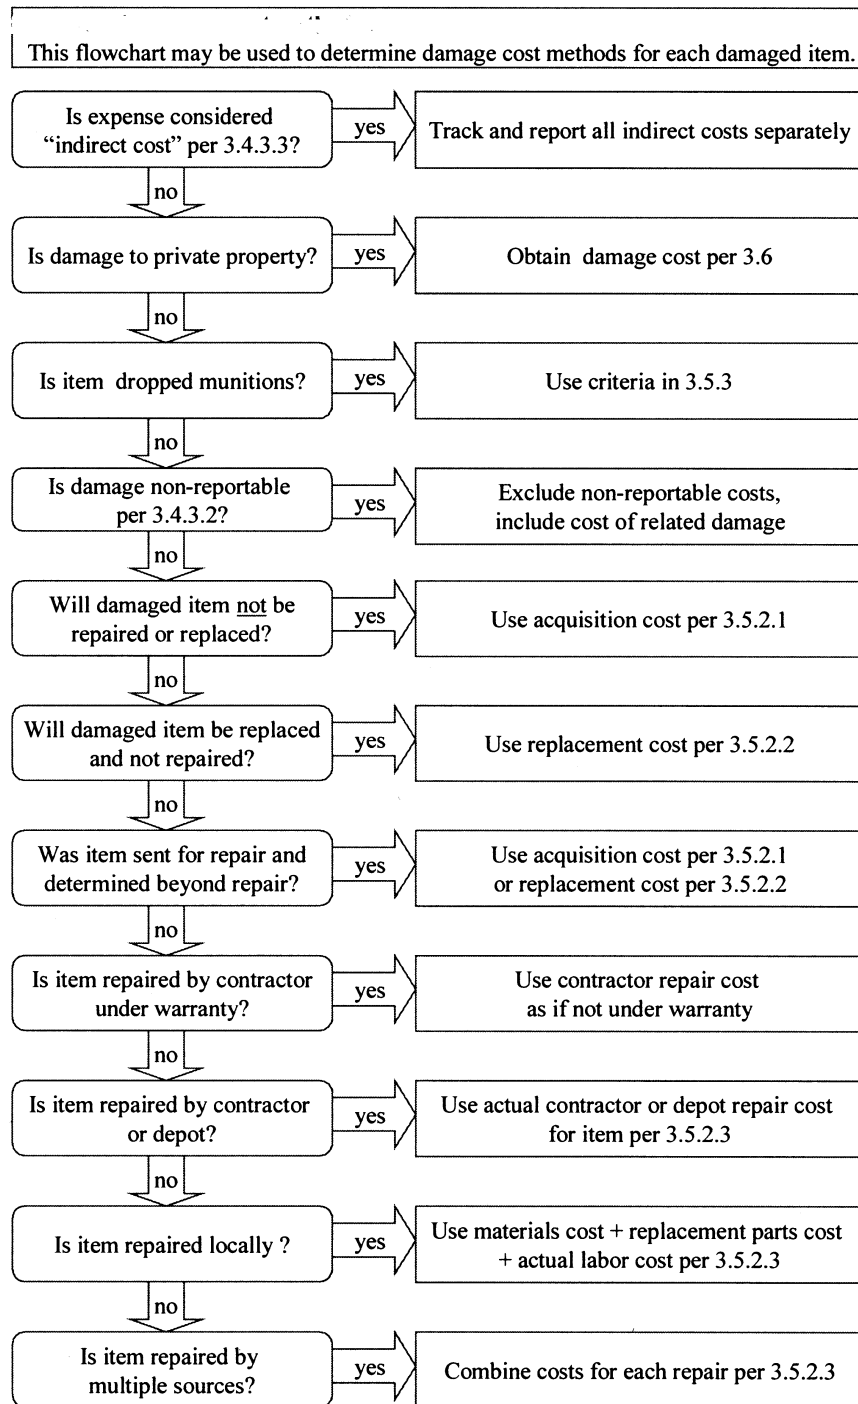 This flowchart may be used to determine damage cost methods for each damaged item.
Is expense considered
“indirect cost” per 3.4.3.3?
yes
Track and report all indirect costs separately
no
Is damage to private property?
yes
Obtain damage cost per 3.6
no
Is item dropped munitions?
yes
Use criteria in 3.5.3
no
Is damage non-reportable
per 3.4.3.2?
yes
Exclude non-reportable costs,
include cost of related damage
no
Will damaged item not be
repaired or replaced?
yes
Use acquisition cost per 3.5.2.1
no
Will damaged item be replaced
and not repaired?
yes
Use replacement cost per 3.5.2.2
no
Was item sent for repair and
determined beyond repair?
yes
Use acquisition cost per 3.5.2.1
or replacement cost per 3.5.2.2
no
Is item repaired by contractor
under warranty?
yes
Use contractor repair cost
as if not under warranty
no
Is item repaired by contractor
or depot?
yes
Use actual contractor or depot repair cost
for item per 3.5.2.3
no
Is item repaired locally ?
yes
Use materials cost + replacement parts cost
+ actual labor cost per 3.5.2.3
no
Is item repaired by
multiple sources?
yes
Combine costs for each repair per 3.5.2.3